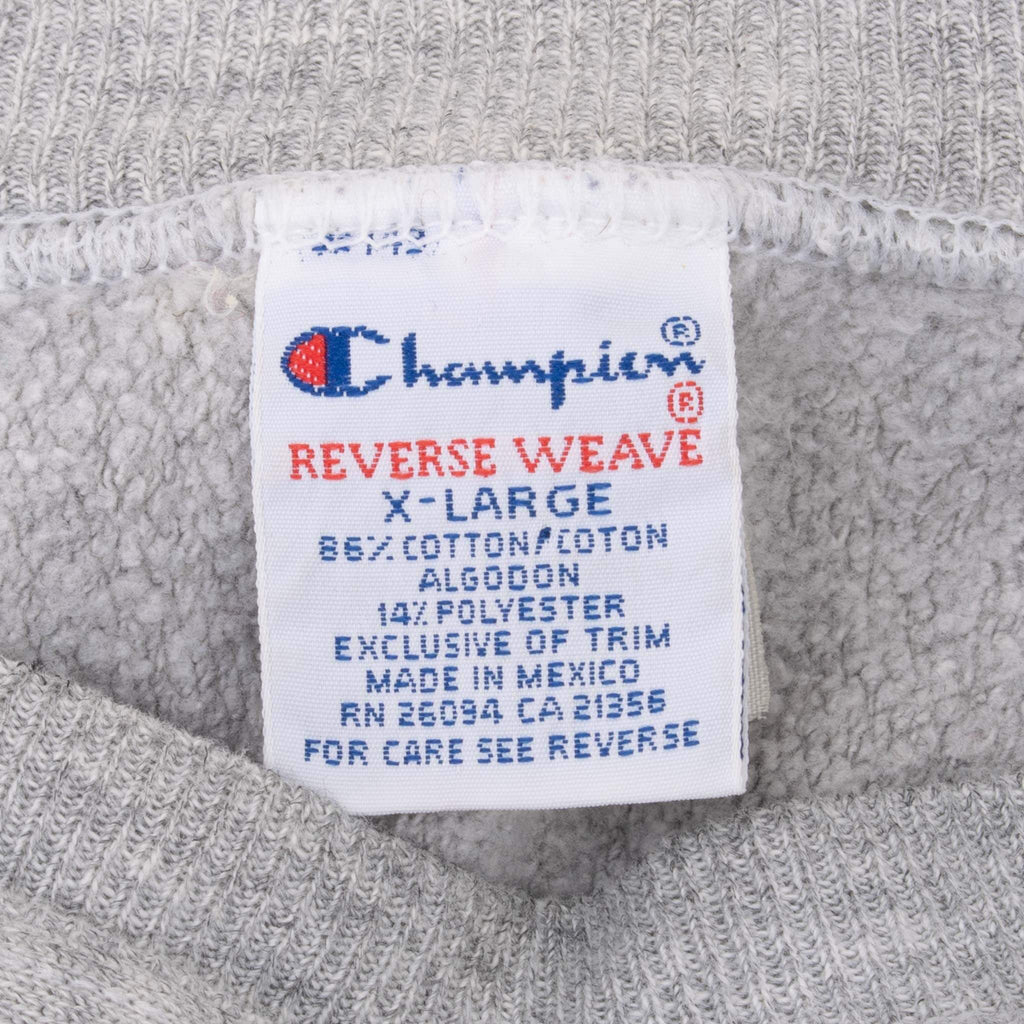 Champion®
®
REVERSE WEAVE
X-LARGE
86% COTTON/COTON
ALGODON
14% POLYESTER
EXCLUSIVE OF TRIM
MADE IN MEXICO
RN 26094 CA 21356
FOR CARE SEE REVERSE